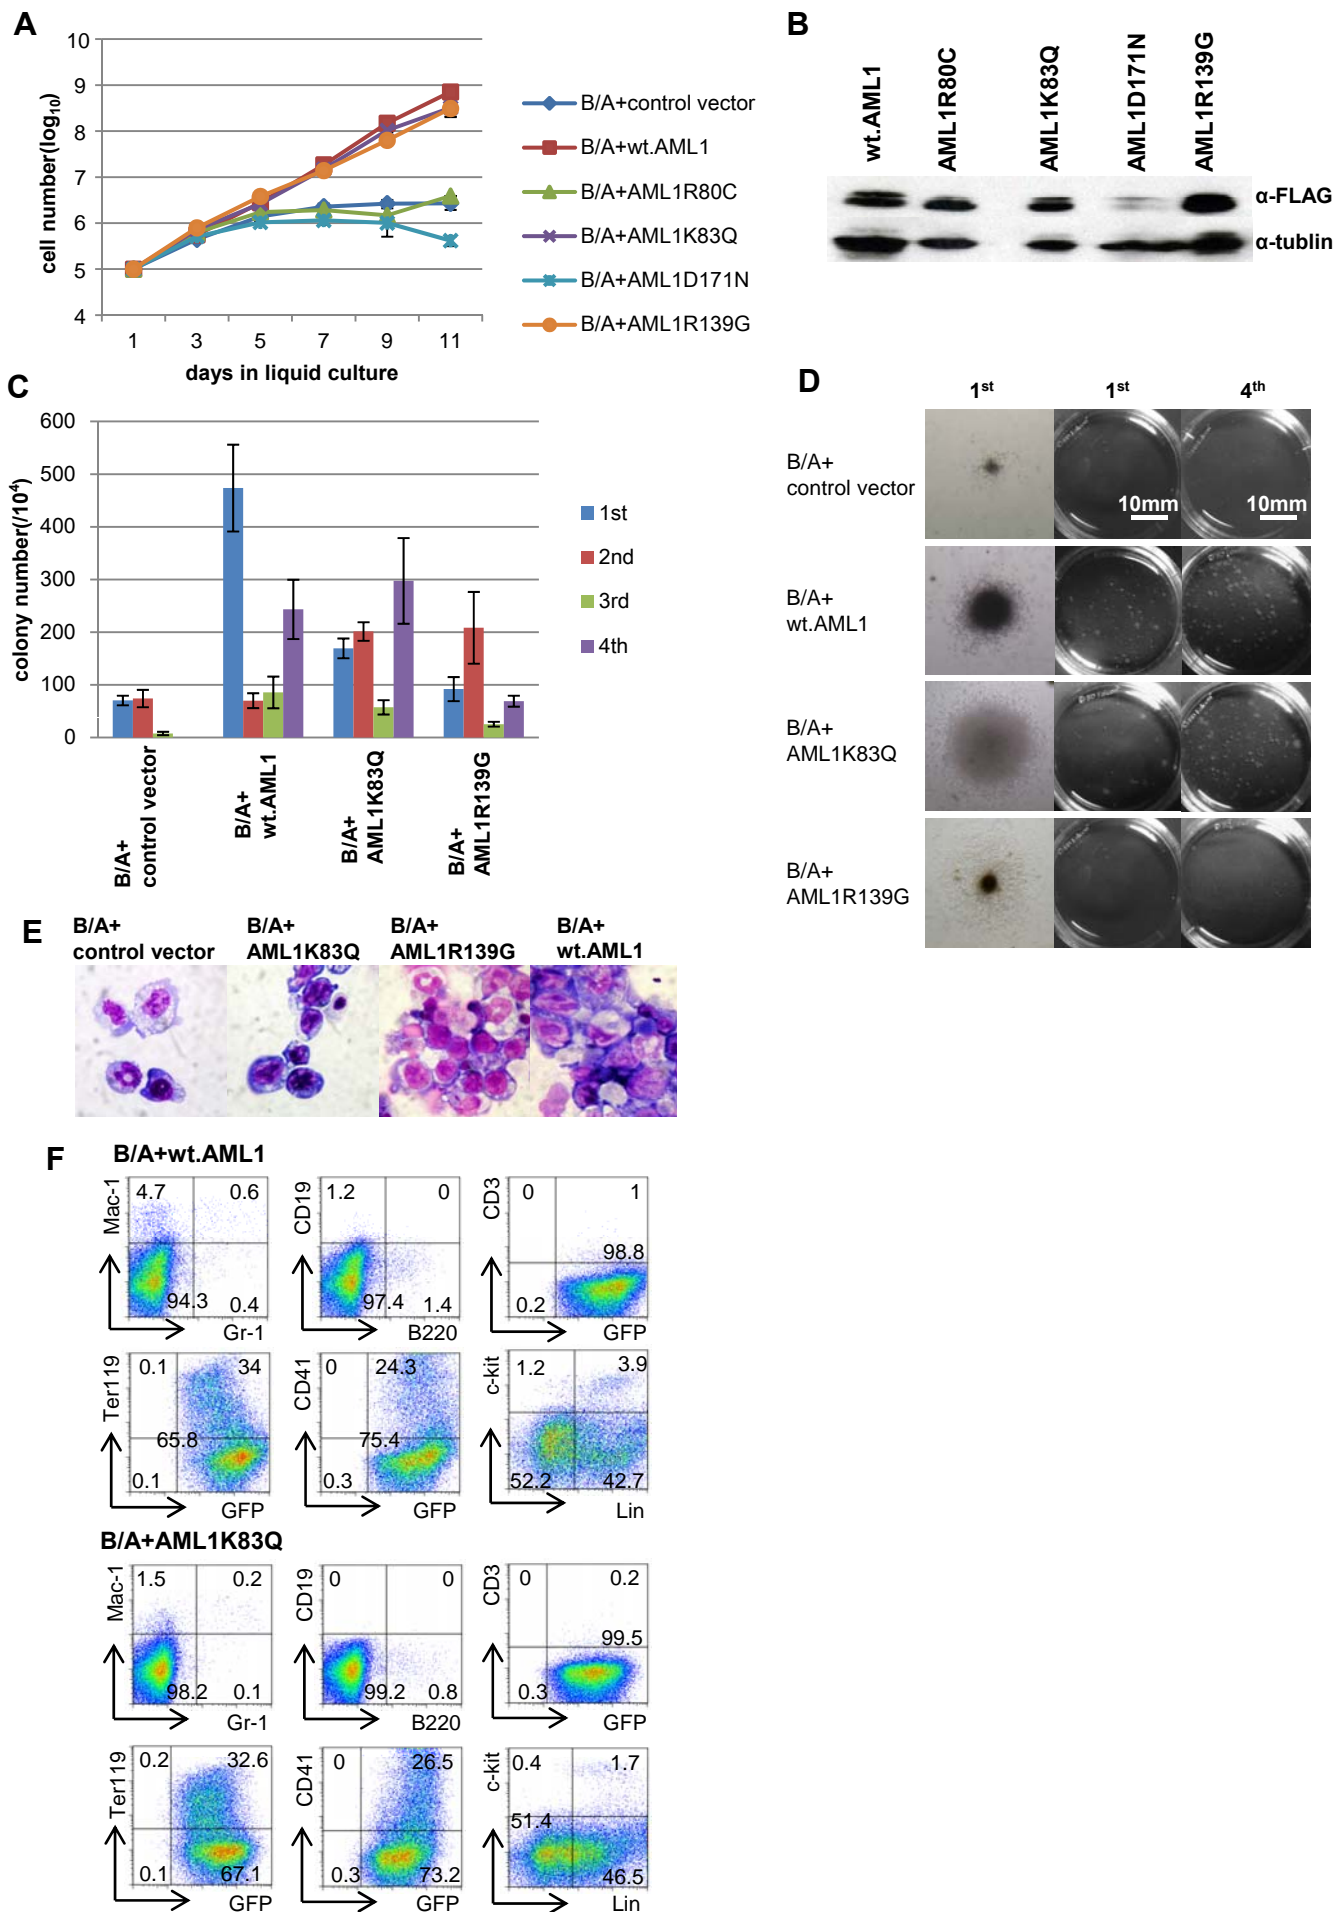 A
10
9
8
7
6
5
4
cell number(log10)
1 3 5 7 9 11
days in liquid culture
B/A+control vector
B/A+wt.AML1
B/A+AML1R80C
B/A+AML1K83Q
B/A+AML1D171N
B/A+AML1R139G
B
wt.AML1
AML1R80C
AML1K83Q
AML1D171N
AML1R139G
α-FLAG
α-tublin
C
600
500
400
300
200
100
0
colony number(/10⁴)
B/A+
control vector
B/A+
wt.AML1
B/A+
AML1K83Q
B/A+
AML1R139G
1st
2nd
3rd
4th
D
1st 1st 4th
B/A+
control vector
10mm 10mm
B/A+
wt.AML1
B/A+
AML1K83Q
B/A+
AML1R139G
E
B/A+
control vector
B/A+
AML1K83Q
B/A+
AML1R139G
B/A+
wt.AML1
F
B/A+wt.AML1
Mac-1
4.7 0.6
94.3 0.4
Gr-1
CD19
1.2 0
97.4 1.4
B220
CD3
0 1
98.8
0.2
GFP
Ter119
0.1 34
65.8
0.1
GFP
CD41
0 24.3
75.4
0.3
GFP
c-kit
1.2 3.9
52.2 42.7
Lin
B/A+AML1K83Q
Mac-1
1.5 0.2
98.2 0.1
Gr-1
CD19
0 0
99.2 0.8
B220
CD3
0 0.2
99.5
0.3
GFP
Ter119
0.2 32.6
0.1 67.1
GFP
CD41
0 26.5
0.3 73.2
GFP
c-kit
0.4 1.7
51.4
46.5
Lin